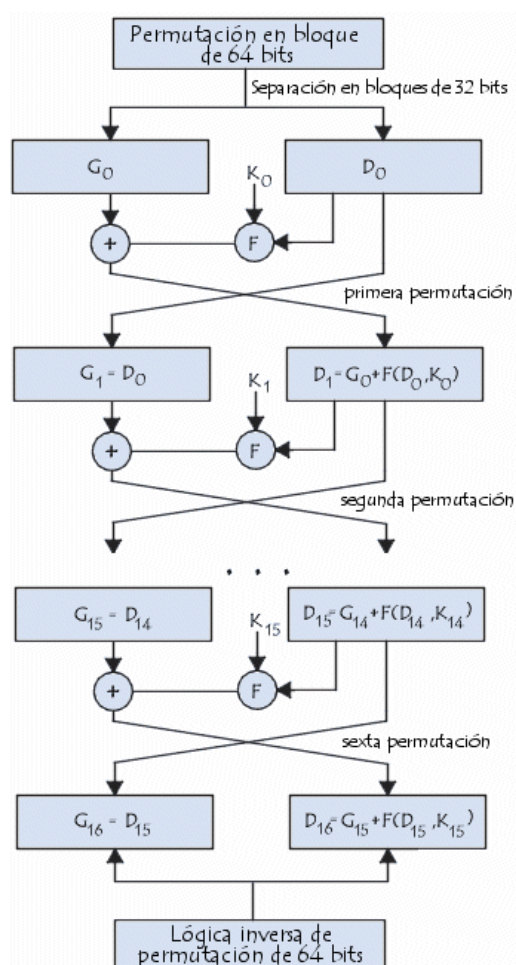 Permutación en bloque
de 64 bits
Separación en bloques de 32 bits
G₀
K₀
D₀
+
F
primera permutación
G₁ = D₀
K₁
D₁=G₀+F(D₀,K₀)
+
F
segunda permutación
. . .
G₁₅ = D₁₄
K₁₅
D₁₅=G₁₄+F(D₁₄,K₁₄)
+
F
sexta permutación
G₁₆ = D₁₅
D₁₆=G₁₅+F(D₁₅,K₁₅)
Lógica inversa de
permutación de 64 bits